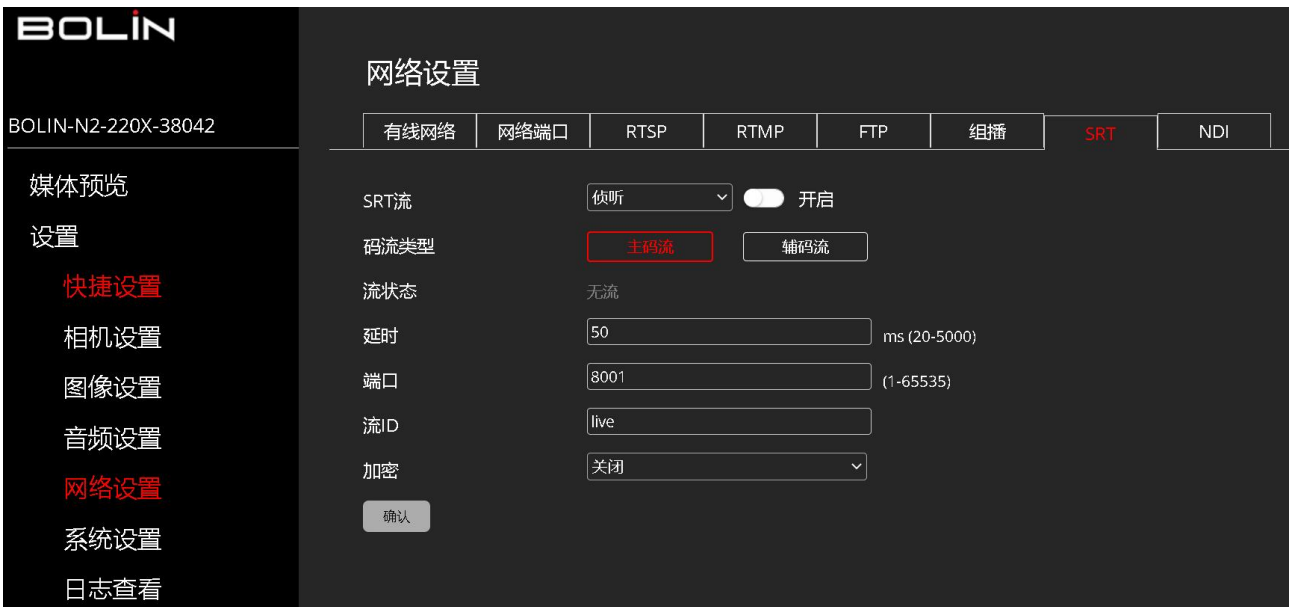 BOLIN
BOLIN-N2-220X-38042
媒体预览
设置
快捷设置
相机设置
图像设置
音频设置
网络设置
系统设置
日志查看
网络设置
有线网络 网络端口 RTSP RTMP FTP 组播 SRT NDI
SRT流 侦听 开启
码流类型 主码流 辅码流
流状态 无流
延时 50 ms (20-5000)
端口 8001 (1-65535)
流ID live
加密 关闭
确认